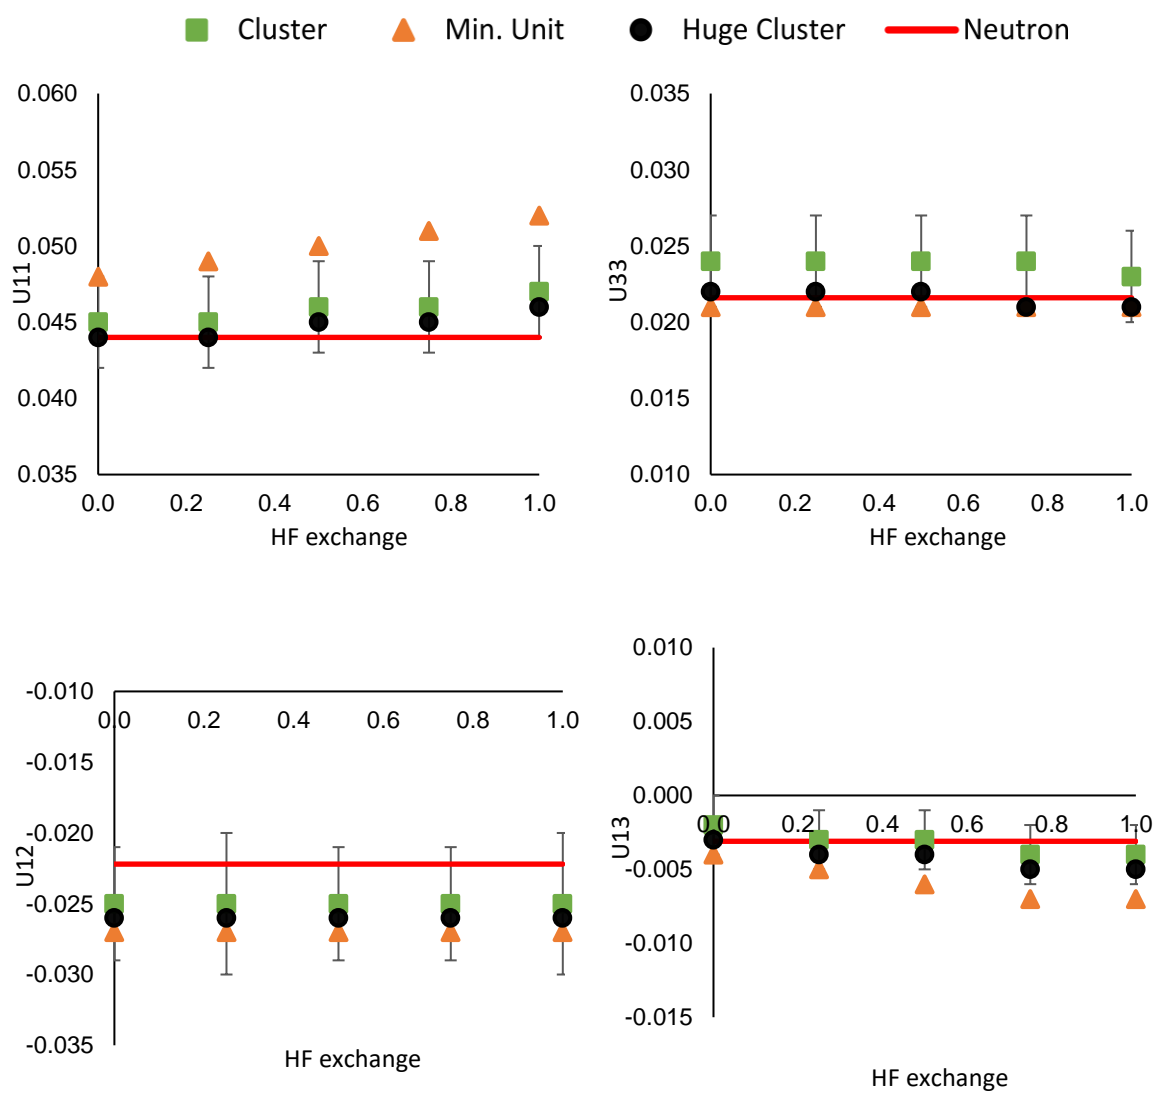 Cluster Min. Unit Huge Cluster Neutron
0.060
0.055
0.050
0.045
0.040
0.035
U11
0.0 0.2 0.4 0.6 0.8 1.0
HF exchange
0.035
0.030
0.025
0.020
0.015
0.010
U33
0.0 0.2 0.4 0.6 0.8 1.0
HF exchange
-0.010
-0.015
-0.020
-0.025
-0.030
-0.035
U12
0.0 0.2 0.4 0.6 0.8 1.0
HF exchange
0.010
0.005
0.000
-0.005
-0.010
-0.015
U13
0.0 0.2 0.4 0.6 0.8 1.0
HF exchange